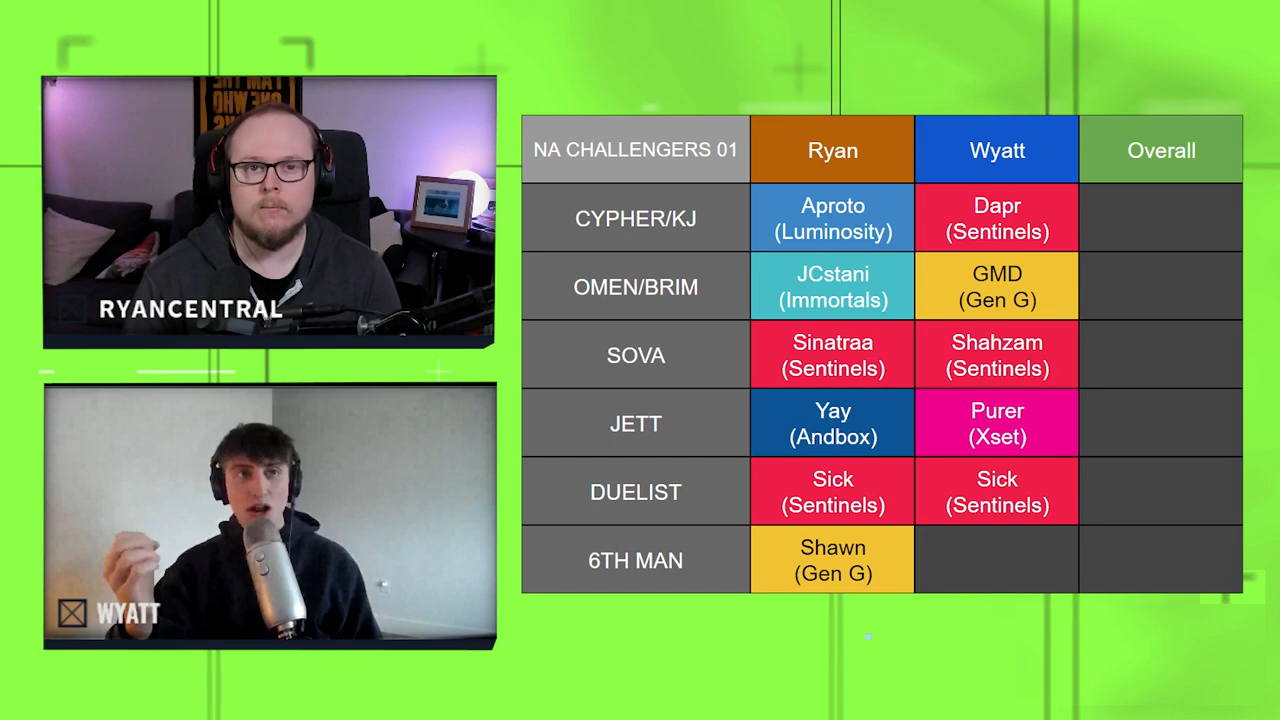 RYANCENTRAL
WYATT
NA CHALLENGERS 01
Ryan
Wyatt
Overall
CYPHER/KJ
Aproto
(Luminosity)
Dapr
(Sentinels)
OMEN/BRIM
JCstani
(Immortals)
GMD
(Gen G)
SOVA
Sinatraa
(Sentinels)
Shahzam
(Sentinels)
JETT
Yay
(Andbox)
Purer
(Xset)
DUELIST
Sick
(Sentinels)
Sick
(Sentinels)
6TH MAN
Shawn
(Gen G)